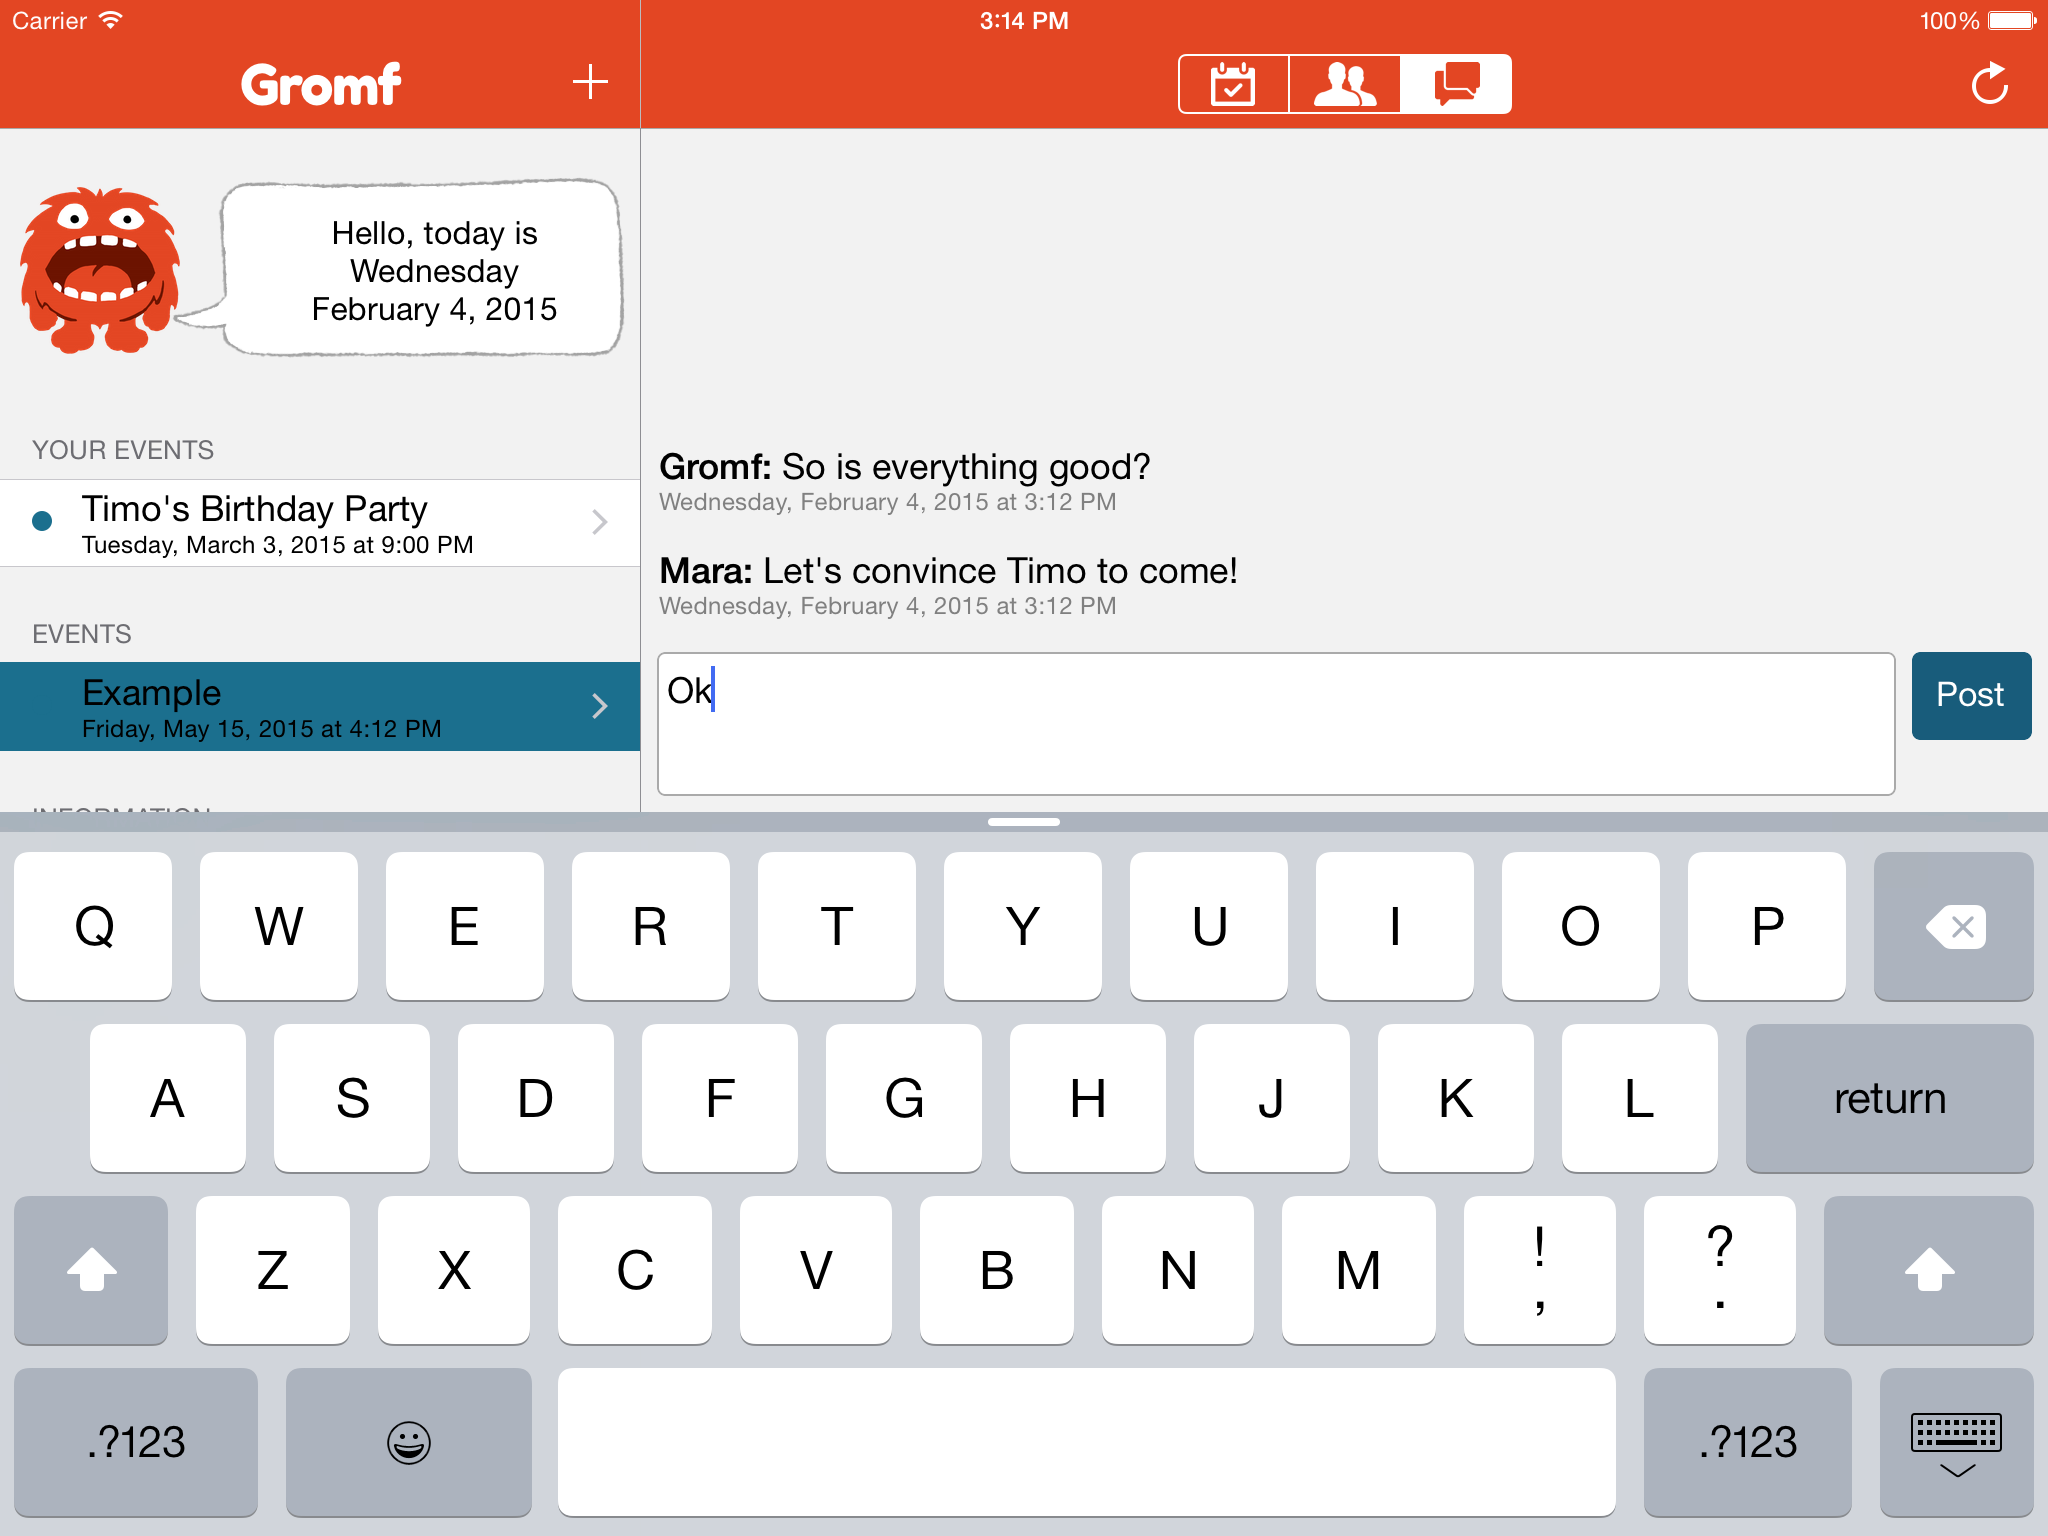 Carrier
3:14 PM
100%
Gromf
Hello, today is
Wednesday
February 4, 2015
YOUR EVENTS
Timo's Birthday Party
Tuesday, March 3, 2015 at 9:00 PM
EVENTS
Example
Friday, May 15, 2015 at 4:12 PM
INFORMATION
Gromf: So is everything good?
Wednesday, February 4, 2015 at 3:12 PM
Mara: Let's convince Timo to come!
Wednesday, February 4, 2015 at 3:12 PM
Ok
Post
Q W E R T Y U I O P
A S D F G H J K L return
Z X C V B N M ! , ? .
.?123 .?123